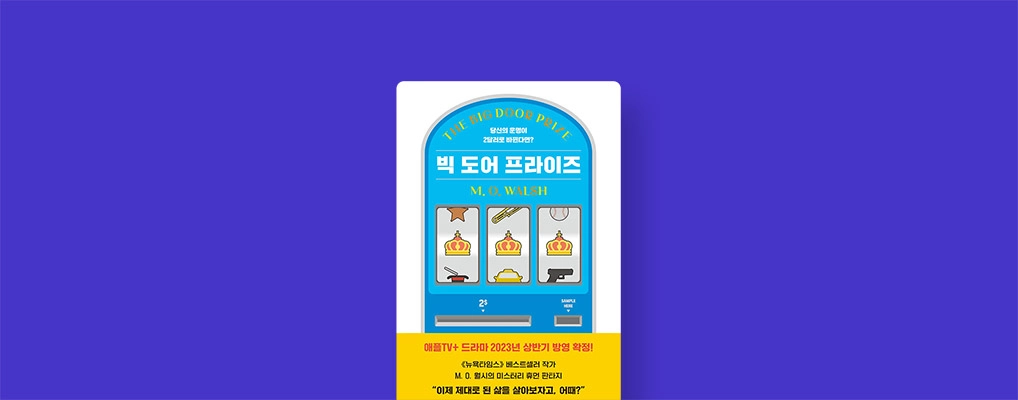 THE BIG DOOR PRIZE
당신의 운명이
2달러로 바뀐다면?
빅 도어 프라이즈
M. O. WALSH
2$
SAMPLE
HERE
애플TV+ 드라마 2023년 상반기 방영 확정!
《뉴욕타임스》 베스트셀러 작가
M. O. 월시의 미스터리 휴먼 판타지
"이제 제대로 된 삶을 살아보자고, 어때?"